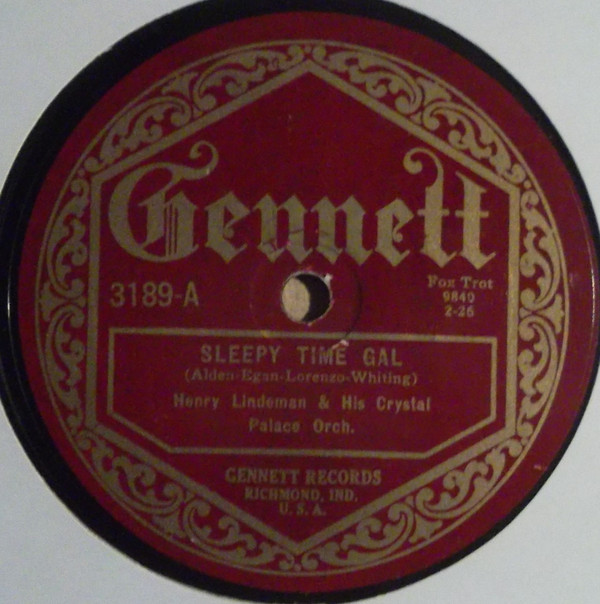 Gennett
3189-A
Fox Trot
9840
2-26
SLEEPY TIME GAL
(Alden-Egan-Lorenzo-Whiting)
Henry Lindeman & His Crystal
Palace Orch.
GENNETT RECORDS
RICHMOND, IND.
U. S. A.